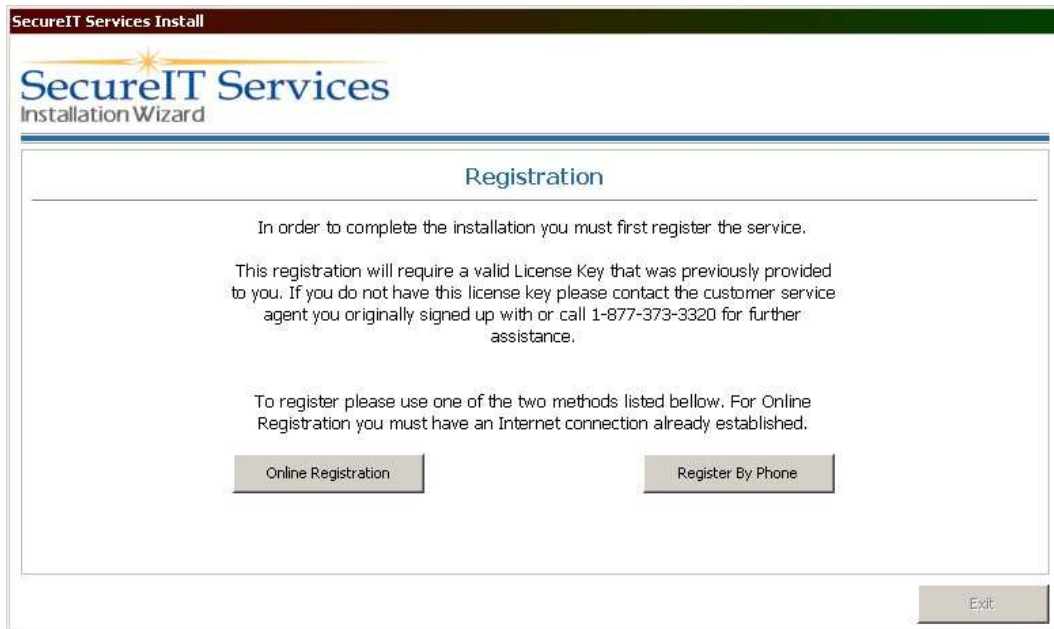 SecureIT Services Install
SecureIT Services
Installation Wizard
Registration
In order to complete the installation you must first register the service.
This registration will require a valid License Key that was previously provided
to you. If you do not have this license key please contact the customer service
agent you originally signed up with or call 1-877-373-3320 for further
assistance.
To register please use one of the two methods listed bellow. For Online
Registration you must have an Internet connection already established.
Online Registration
Register By Phone
Exit